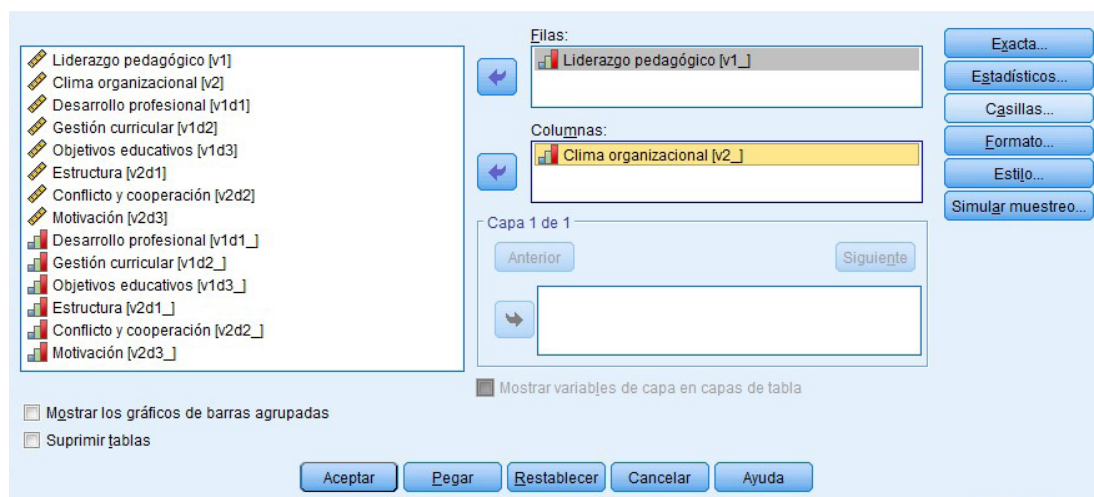 Liderazgo pedagógico [v1]
Clima organizacional [v2]
Desarrollo profesional [v1d1]
Gestión curricular [v1d2]
Objetivos educativos [v1d3]
Estructura [v2d1]
Conflicto y cooperación [v2d2]
Motivación [v2d3]
Desarrollo profesional [v1d1_]
Gestión curricular [v1d2_]
Objetivos educativos [v1d3_]
Estructura [v2d1_]
Conflicto y cooperación [v2d2_]
Motivación [v2d3_]
Filas:
Liderazgo pedagógico [v1_]
Columnas:
Clima organizacional [v2_]
Capa 1 de 1
Anterior
Siguiente
Mostrar variables de capa en capas de tabla
Exacta...
Estadísticos...
Casillas...
Formato...
Estilo...
Simular muestreo...
Mostrar los gráficos de barras agrupadas
Suprimir tablas
Aceptar
Pegar
Restablecer
Cancelar
Ayuda